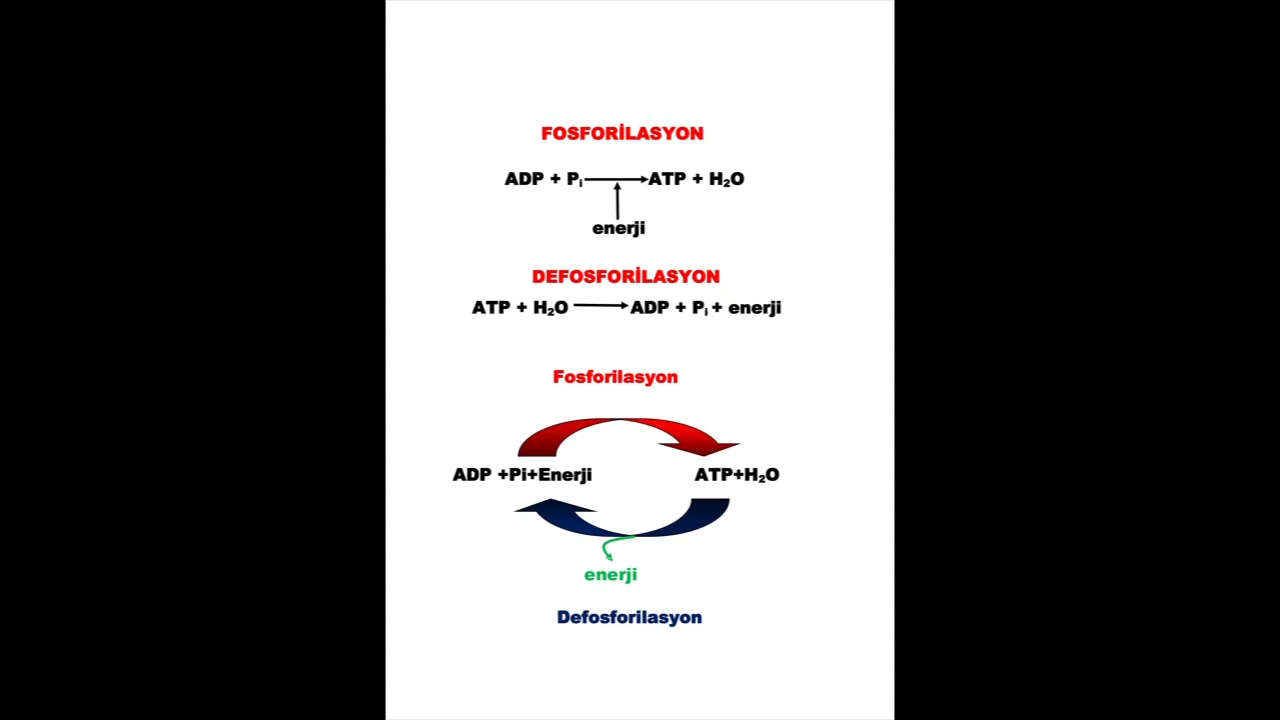 FOSFORİLASYON
ADP + Pᵢ ATP + H₂O
enerji
DEFOSFORİLASYON
ATP + H₂O ADP + Pᵢ + enerji
Fosforilasyon
ADP +Pi+Enerji ATP+H₂O
enerji
Defosforilasyon